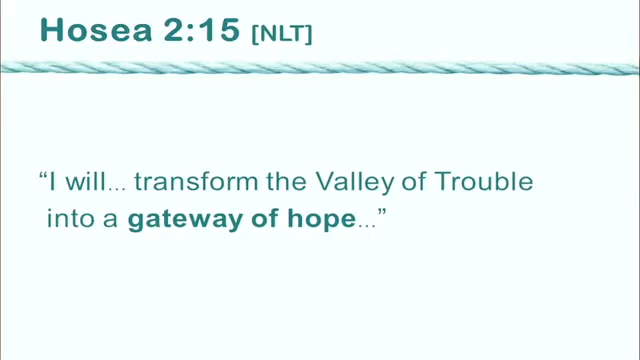 Hosea 2:15 [NLT]
“I will... transform the Valley of Trouble
into a gateway of hope...”